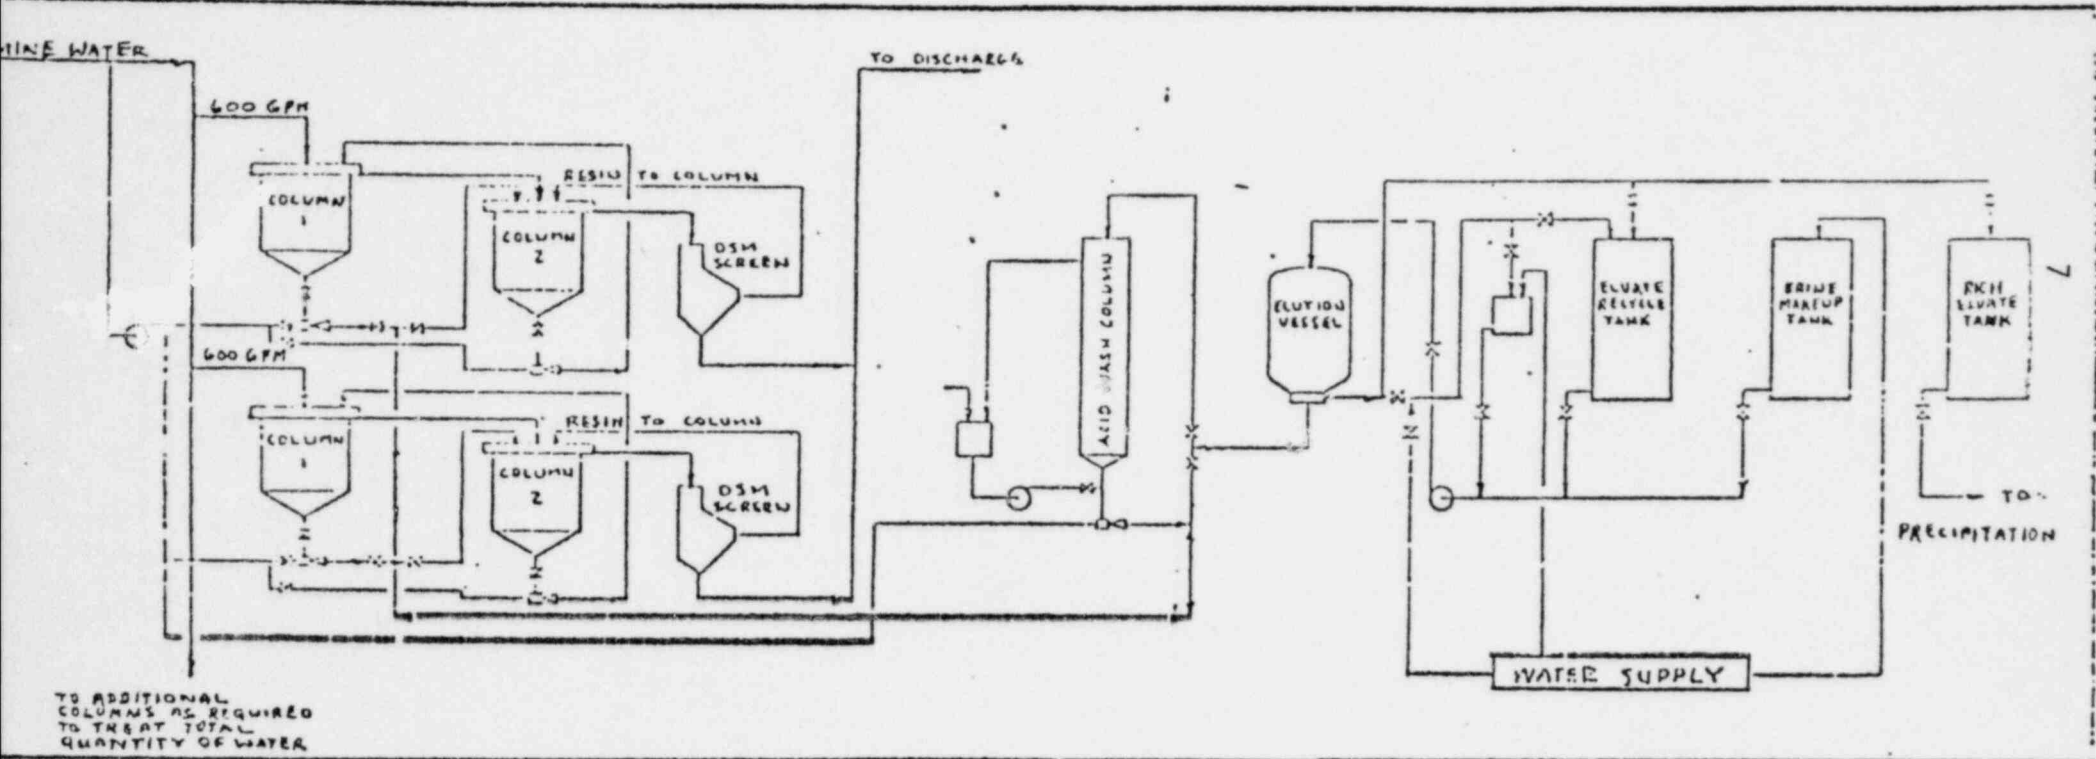 MINE WATER
TO DISCHARGE
600 GPM
COLUMN
1
RESIN TO COLUMN
COLUMN
2
DSM
SCREEN
600 GPM
COLUMN
1
RESIN TO COLUMN
COLUMN
2
DSM
SCREEN
ACID WASH COLUMN
ELUTION
VESSEL
ELUATE
RECYCLE
TANK
BRINE
MAKEUP
TANK
RICH
ELUATE
TANK
7
TO
PRECIPITATION
WATER SUPPLY
TO ADDITIONAL
COLUMNS AS REQUIRED
TO TREAT TOTAL
QUANTITY OF WATER